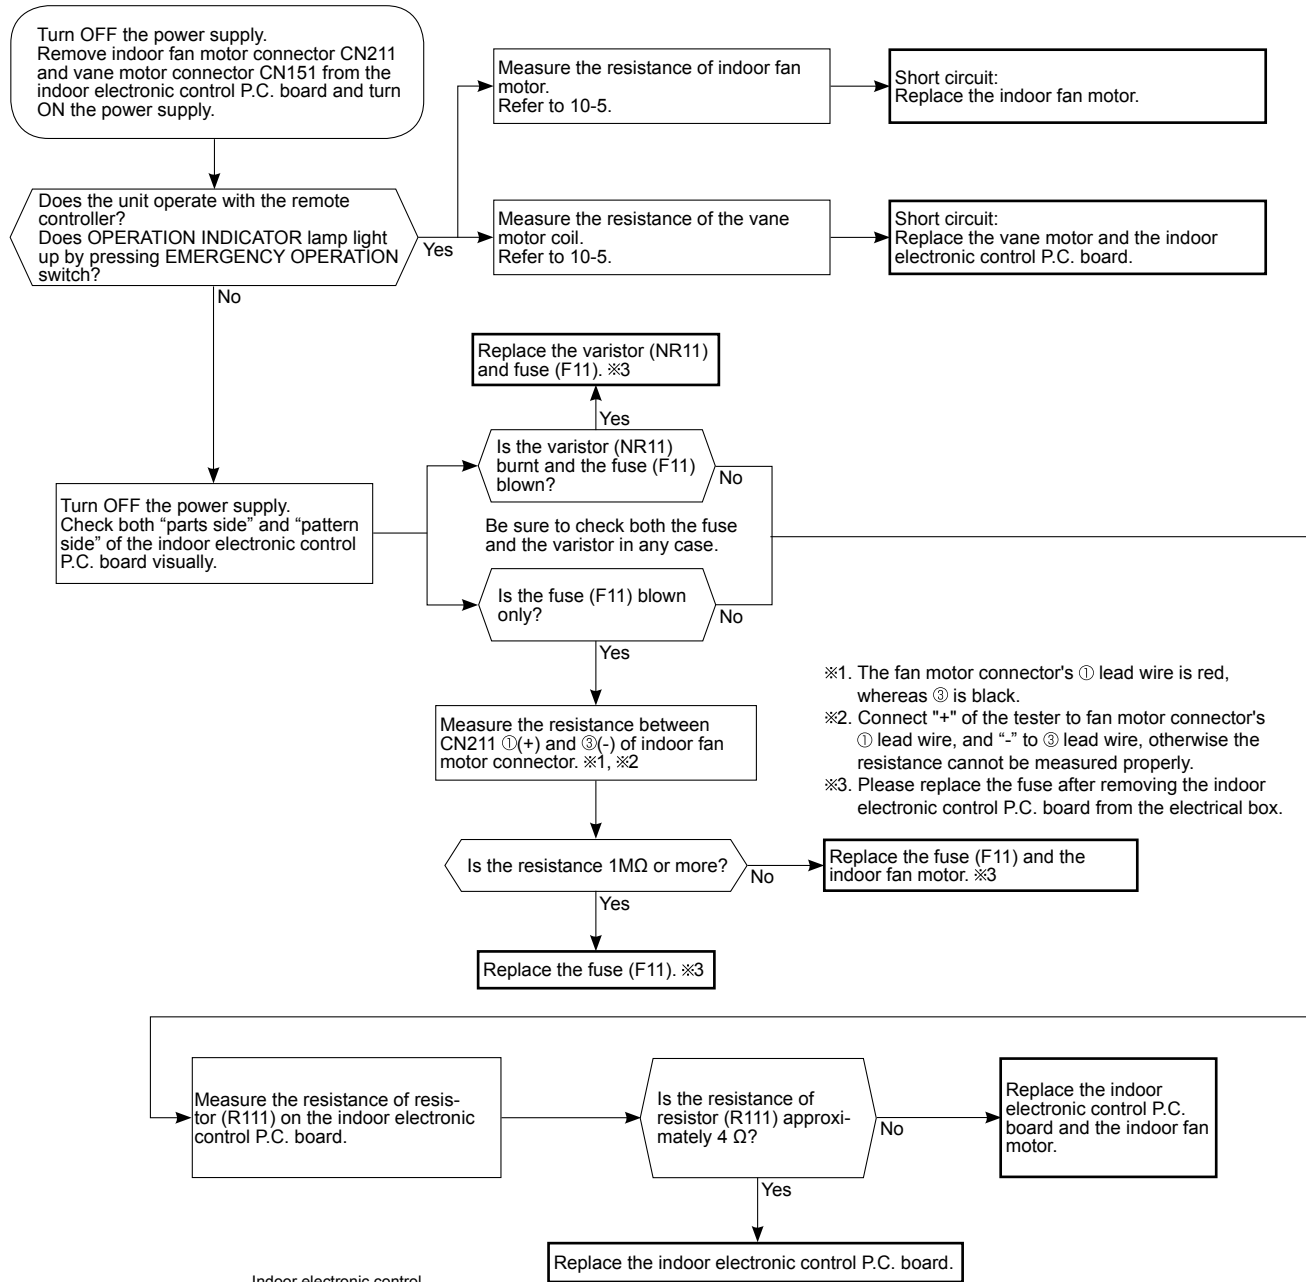 Turn OFF the power supply.
Remove indoor fan motor connector CN211
and vane motor connector CN151 from the
indoor electronic control P.C. board and turn
ON the power supply.
Measure the resistance of indoor fan
motor.
Refer to 10-5.
Short circuit:
Replace the indoor fan motor.
Does the unit operate with the remote
controller?
Does OPERATION INDICATOR lamp light
up by pressing EMERGENCY OPERATION
switch?
Yes
Measure the resistance of the vane
motor coil.
Refer to 10-5.
Short circuit:
Replace the vane motor and the indoor
electronic control P.C. board.
No
Replace the varistor (NR11)
and fuse (F11). ※3
Yes
Is the varistor (NR11)
burnt and the fuse (F11)
blown?
No
Turn OFF the power supply.
Check both “parts side” and “pattern
side” of the indoor electronic control
P.C. board visually.
Be sure to check both the fuse
and the varistor in any case.
Is the fuse (F11) blown
only?
No
Yes
※1. The fan motor connector's ① lead wire is red,
whereas ③ is black.
※2. Connect "+" of the tester to fan motor connector's
① lead wire, and “-” to ③ lead wire, otherwise the
resistance cannot be measured properly.
※3. Please replace the fuse after removing the indoor
electronic control P.C. board from the electrical box.
Measure the resistance between
CN211 ①(+) and ③(-) of indoor fan
motor connector. ※1, ※2
Is the resistance 1MΩ or more?
No
Replace the fuse (F11) and the
indoor fan motor. ※3
Yes
Replace the fuse (F11). ※3
Measure the resistance of resis-
tor (R111) on the indoor electronic
control P.C. board.
Is the resistance of
resistor (R111) approxi-
mately 4 Ω?
No
Replace the indoor
electronic control P.C.
board and the indoor fan
motor.
Yes
Replace the indoor electronic control P.C. board.
Indoor electronic control